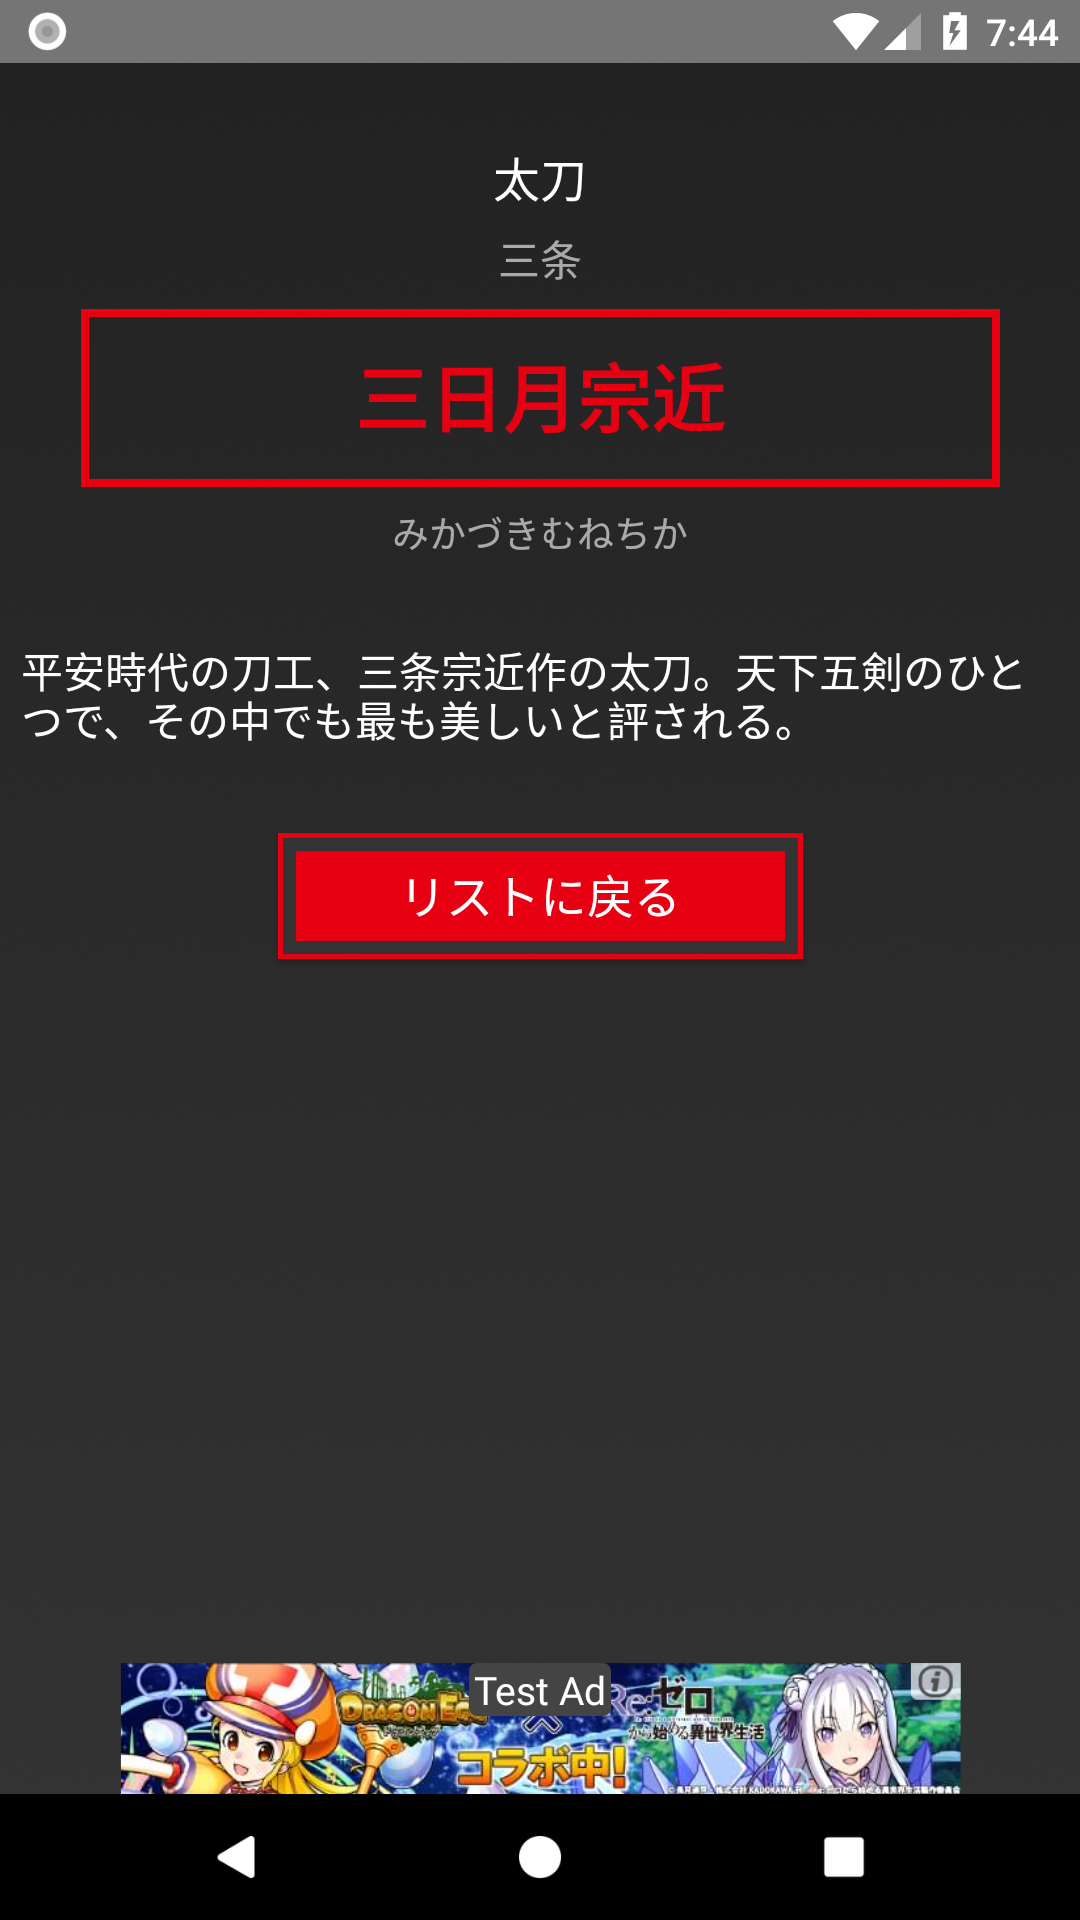 7:44
太刀
三条
三日月宗近
みかづきむねちか
平安時代の刀工、三条宗近作の太刀。天下五剣のひと
つで、その中でも最も美しいと評される。
リストに戻る
Test Ad
DRAGON EGG
Re:ゼロ
から始める異世界生活
コラボ中!